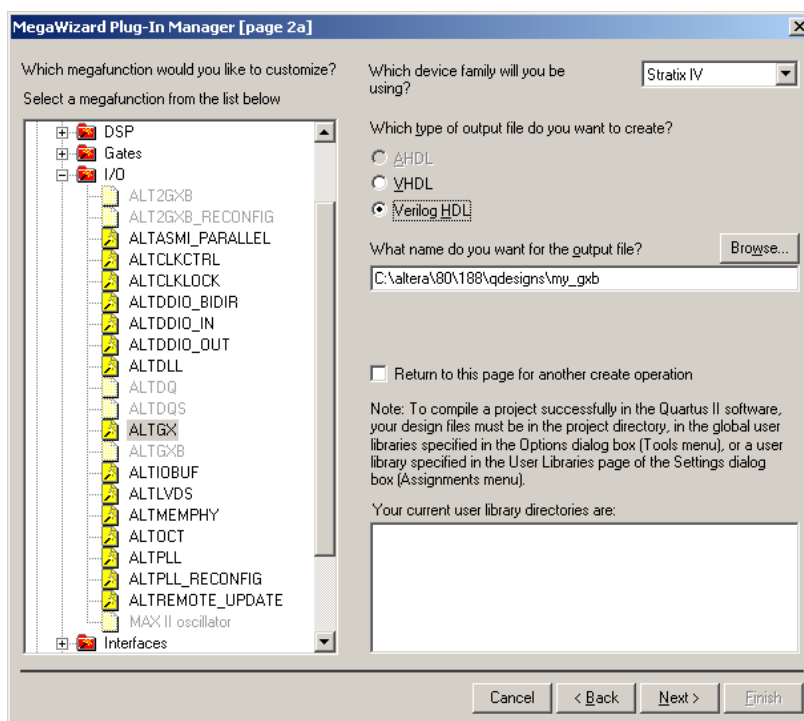 MegaWizard Plug-In Manager [page 2a]
Which megafunction would you like to customize?
Select a megafunction from the list below
DSP
Gates
I/O
ALT2GXB
ALT2GXB_RECONFIG
ALTASMI_PARALLEL
ALTCLKCTRL
ALTCLKLOCK
ALTDDIO_BIDIR
ALTDDIO_IN
ALTDDIO_OUT
ALTDLL
ALTDQ
ALTDQS
ALTGX
ALTGXB
ALTIOBUF
ALTLVDS
ALTMEMPHY
ALTOCT
ALTPLL
ALTPLL_RECONFIG
ALTREMOTE_UPDATE
MAX II oscillator
Interfaces
Which device family will you be
using?
Stratix IV
Which type of output file do you want to create?
AHDL
VHDL
Verilog HDL
What name do you want for the output file?
Browse...
C:\altera\80\188\qdesigns\my_gxb
Return to this page for another create operation
Note: To compile a project successfully in the Quartus II software,
your design files must be in the project directory, in the global user
libraries specified in the Options dialog box (Tools menu), or a user
library specified in the User Libraries page of the Settings dialog
box (Assignments menu).
Your current user library directories are:
Cancel
< Back
Next >
Finish